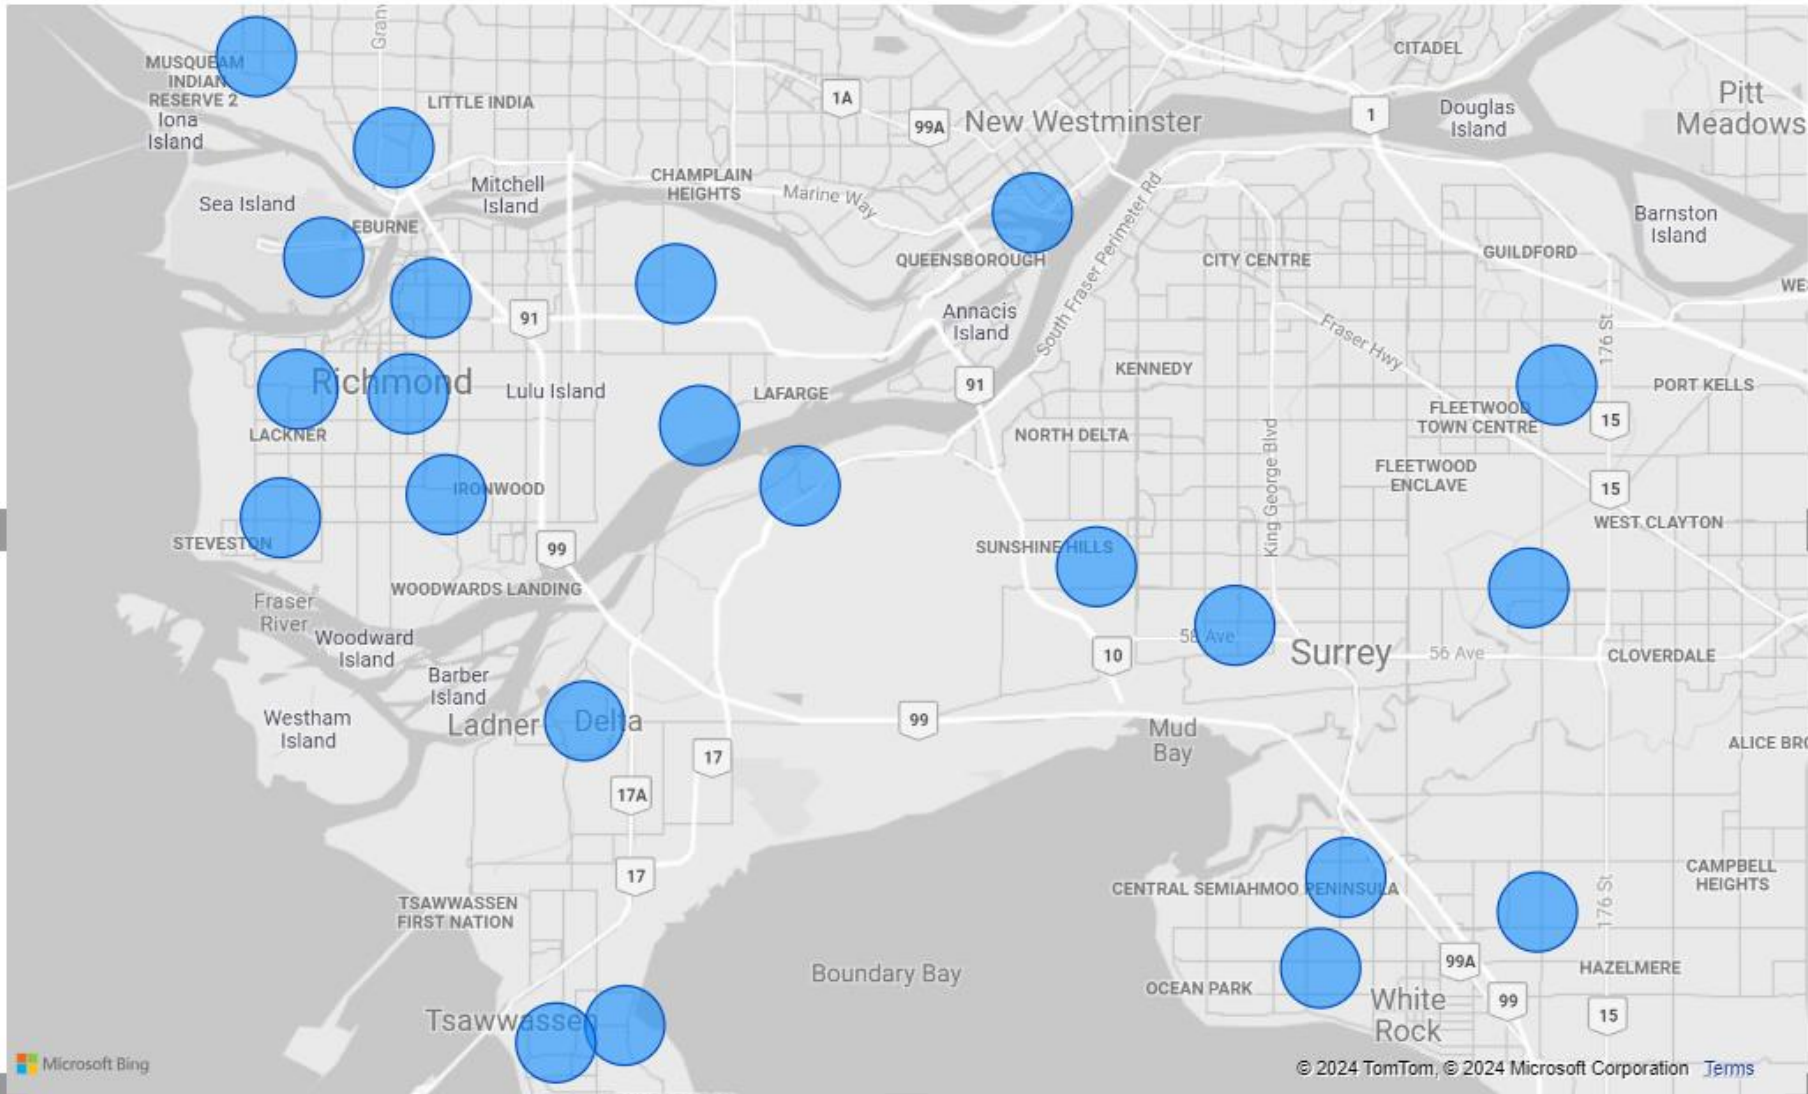 Gran
CITADEL
MUSQUEAM
INDIAN
RESERVE 2
Iona
Island
LITTLE INDIA
1A
99A
New Westminster
1
Douglas
Island
Pitt
Meadows
Sea Island
Mitchell
Island
CHAMPLAIN
HEIGHTS
Marine Way
South Fraser Perimeter Rd
EBURNE
QUEENSBOROUGH
CITY CENTRE
GUILDFORD
Barnston
Island
WE
91
Annacis
Island
Fraser Hwy
176 St
Richmond
Lulu Island
LAFARGE
91
KENNEDY
PORT KELLS
LACKNER
NORTH DELTA
King George Blvd
FLEETWOOD
TOWN CENTRE
15
FLEETWOOD
ENCLAVE
15
IRONWOOD
WEST CLAYTON
STEVESTON
99
SUNSHINE HILLS
WOODWARDS LANDING
Fraser
River
Woodward
Island
58 Ave
10
Surrey
56 Ave
CLOVERDALE
Barber
Island
Westham
Island
Ladner
Delta
99
Mud
Bay
17
ALICE BRO
17A
17
TSAWWASSEN
FIRST NATION
CENTRAL SEMIAHMOO PENINSULA
CAMPBELL
HEIGHTS
176 St
Boundary Bay
OCEAN PARK
99A
HAZELMERE
Tsawwassen
White
Rock
99
15
Microsoft Bing
© 2024 TomTom, © 2024 Microsoft Corporation Terms